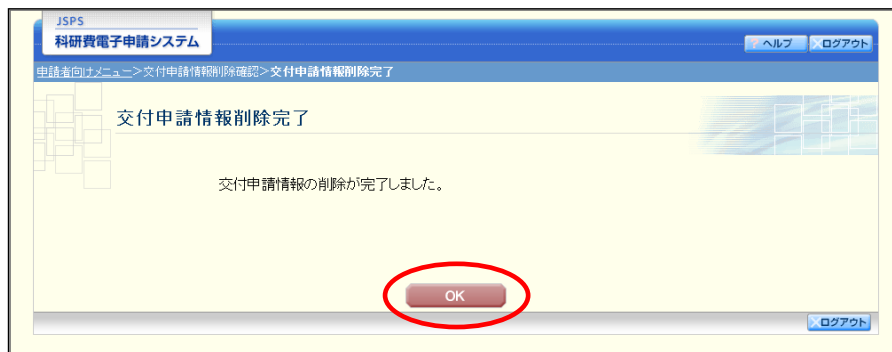 JSPS
科研費電子申請システム
ヘルプ
ログアウト
申請者向けメニュー>交付申請情報削除確認>交付申請情報削除完了
交付申請情報削除完了
交付申請情報の削除が完了しました。
OK
ログアウト